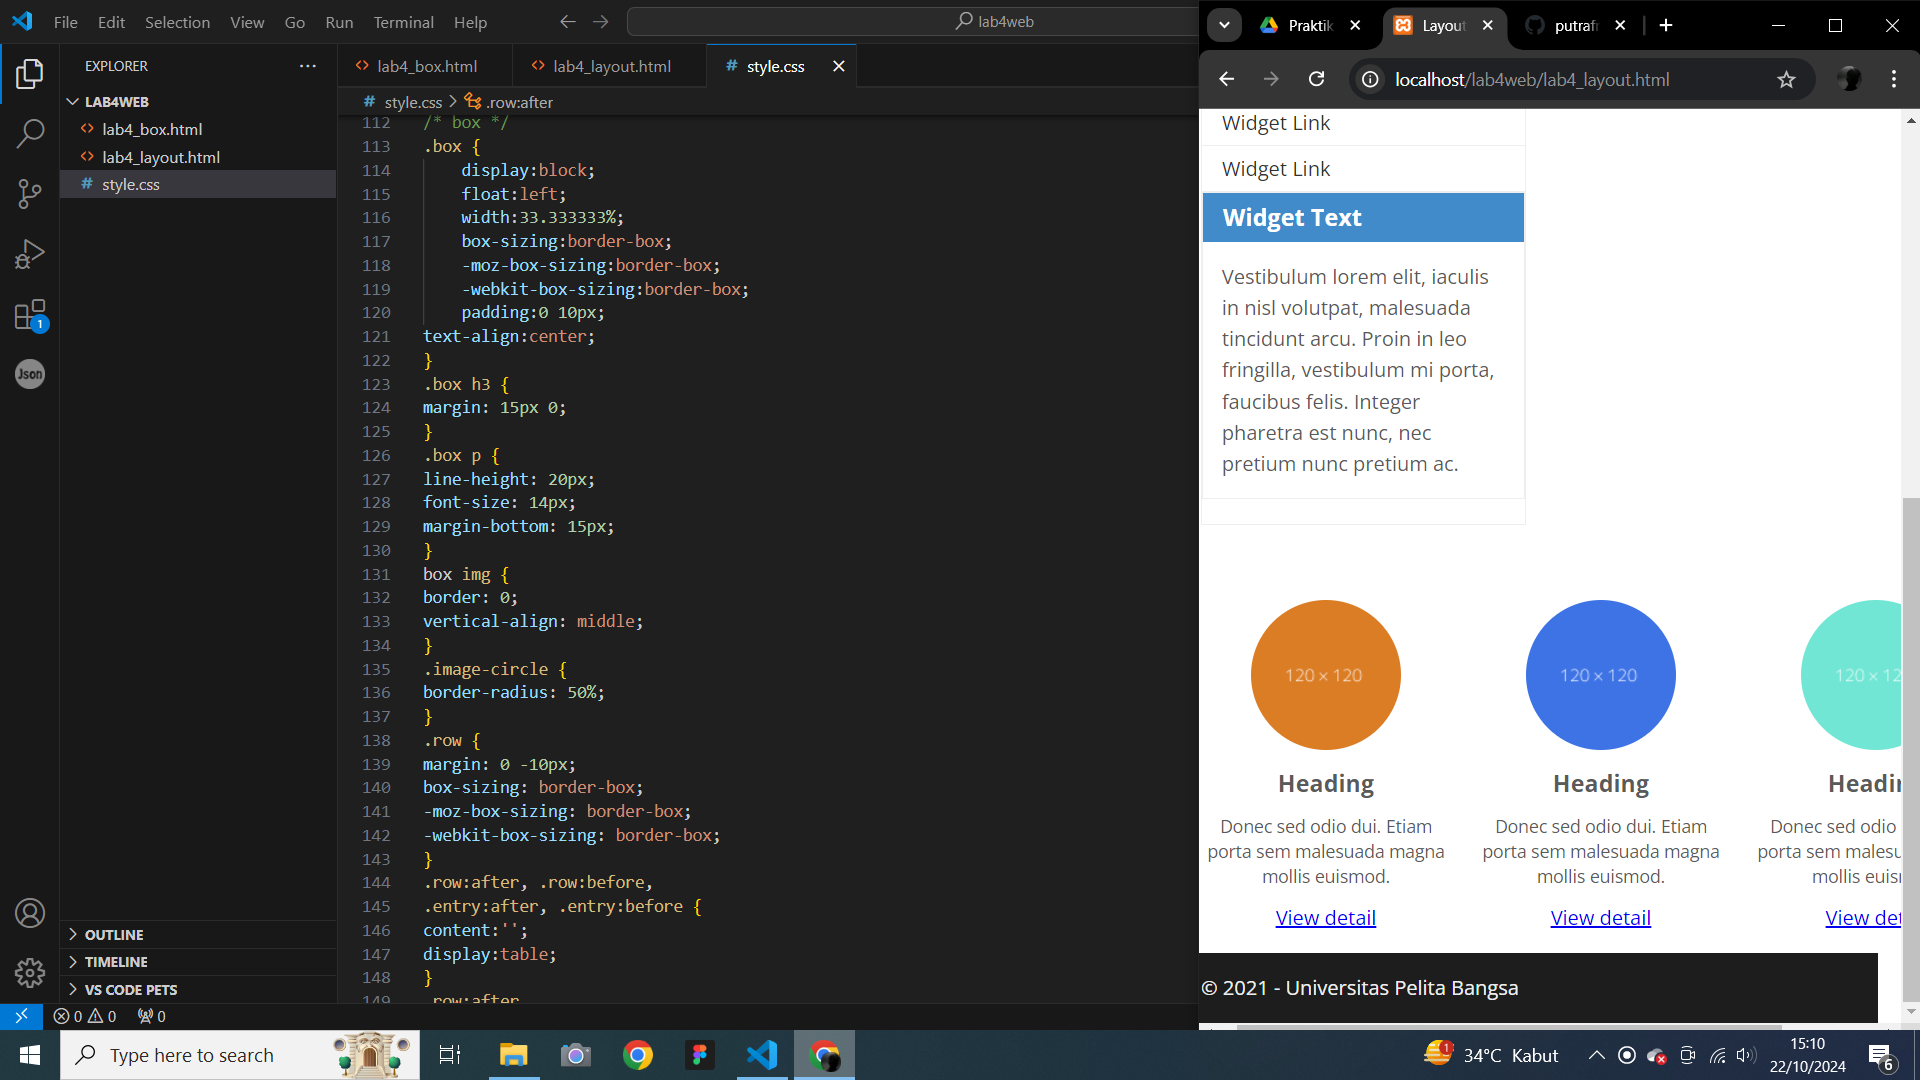 File Edit Selection View Go Run Terminal Help
lab4web
EXPLORER
LAB4WEB
lab4_box.html
lab4_layout.html
style.css
OUTLINE
TIMELINE
VS CODE PETS
Json
1
lab4_box.html
lab4_layout.html
style.css
style.css > .row:after
112 /* box */
113 .box {
114 display:block;
115 float:left;
116 width:33.333333%;
117 box-sizing:border-box;
118 -moz-box-sizing:border-box;
119 -webkit-box-sizing:border-box;
120 padding:0 10px;
121 text-align:center;
122 }
123 .box h3 {
124 margin: 15px 0;
125 }
126 .box p {
127 line-height: 20px;
128 font-size: 14px;
129 margin-bottom: 15px;
130 }
131 box img {
132 border: 0;
133 vertical-align: middle;
134 }
135 .image-circle {
136 border-radius: 50%;
137 }
138 .row {
139 margin: 0 -10px;
140 box-sizing: border-box;
141 -moz-box-sizing: border-box;
142 -webkit-box-sizing: border-box;
143 }
144 .row:after, .row:before,
145 .entry:after, .entry:before {
146 content:'';
147 display:table;
148 }
149 .row:after
0 0 0
Praktik
Layout
putrafr
localhost/lab4web/lab4_layout.html
Widget Link
Widget Link
Widget Text
Vestibulum lorem elit, iaculis
in nisl volutpat, malesuada
tincidunt arcu. Proin in leo
fringilla, vestibulum mi porta,
faucibus felis. Integer
pharetra est nunc, nec
pretium nunc pretium ac.
120 × 120
Heading
Donec sed odio dui. Etiam
porta sem malesuada magna
mollis euismod.
View detail
120 × 120
Heading
Donec sed odio dui. Etiam
porta sem malesuada magna
mollis euismod.
View detail
120 × 12
Headin
Donec sed odio
porta sem malesu
mollis euis
View det
© 2021 - Universitas Pelita Bangsa
Type here to search
1
34°C Kabut
15:10
22/10/2024
6